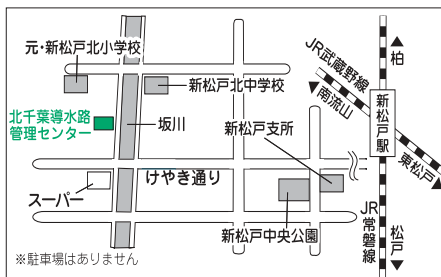 元・新松戸北小学校
新松戸北中学校
北千葉導水路
管理センター
坂川
新松戸支所
けやき通り
スーパー
新松戸中央公園
※駐車場はありません
JR武蔵野線
南流山
柏
新松戸駅
東松戸
JR
常磐線
松戸